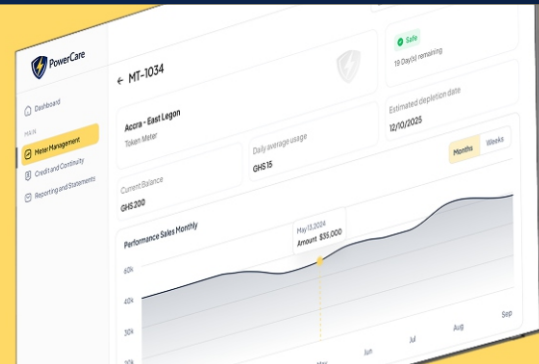 PowerCare
Dashboard
MAIN
Meter Management
Credit and Continuity
Reporting and Statements
← MT-1034
Accra - East Legon
Token Meter
Safe
19 Day(s) remaining
Current Balance
GHS 200
Daily average usage
GHS 15
Estimated depletion date
12/10/2025
Performance Sales Monthly
Months
Weeks
May 13, 2024
Amount $35,000
60k
40k
30k
20k
May
Jun
Jul
Aug
Sep